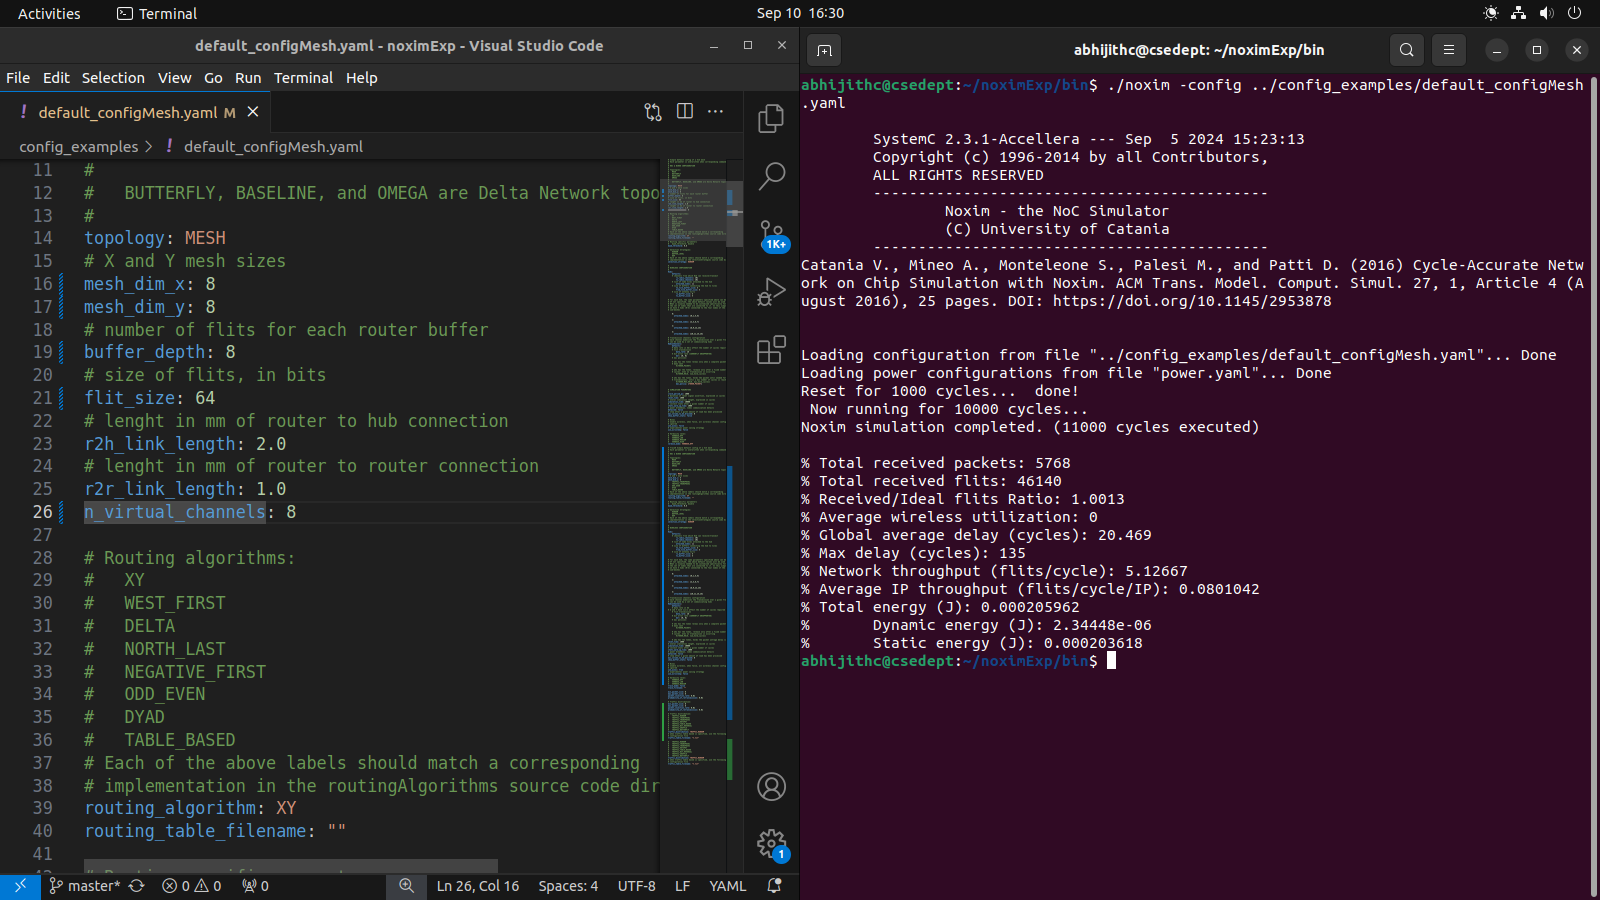 Activities
Terminal
Sep 10 16:30
default_configMesh.yaml - noximExp - Visual Studio Code
File Edit Selection View Go Run Terminal Help
! default_configMesh.yaml M
config_examples > ! default_configMesh.yaml
11 #
12 #   BUTTERFLY, BASELINE, and OMEGA are Delta Network topo
13 #
14 topology: MESH
15 # X and Y mesh sizes
16 mesh_dim_x: 8
17 mesh_dim_y: 8
18 # number of flits for each router buffer
19 buffer_depth: 8
20 # size of flits, in bits
21 flit_size: 64
22 # lenght in mm of router to hub connection
23 r2h_link_length: 2.0
24 # lenght in mm of router to router connection
25 r2r_link_length: 1.0
26 n_virtual_channels: 8
27
28 # Routing algorithms:
29 #   XY
30 #   WEST_FIRST
31 #   DELTA
32 #   NORTH_LAST
33 #   NEGATIVE_FIRST
34 #   ODD_EVEN
35 #   DYAD
36 #   TABLE_BASED
37 # Each of the above labels should match a corresponding
38 # implementation in the routingAlgorithms source code dir
39 routing_algorithm: XY
40 routing_table_filename: ""
41
1K+
1
master* 0 0 0
Ln 26, Col 16 Spaces: 4 UTF-8 LF YAML
abhijithc@csedept: ~/noximExp/bin
abhijithc@csedept:~/noximExp/bin$ ./noxim -config ../config_examples/default_configMesh
.yaml
SystemC 2.3.1-Accellera --- Sep  5 2024 15:23:13
Copyright (c) 1996-2014 by all Contributors,
ALL RIGHTS RESERVED
--------------------------------------------
Noxim - the NoC Simulator
(C) University of Catania
--------------------------------------------
Catania V., Mineo A., Monteleone S., Palesi M., and Patti D. (2016) Cycle-Accurate Netw
ork on Chip Simulation with Noxim. ACM Trans. Model. Comput. Simul. 27, 1, Article 4 (A
ugust 2016), 25 pages. DOI: https://doi.org/10.1145/2953878
Loading configuration from file "../config_examples/default_configMesh.yaml"... Done
Loading power configurations from file "power.yaml"... Done
Reset for 1000 cycles...  done!
Now running for 10000 cycles...
Noxim simulation completed. (11000 cycles executed)
% Total received packets: 5768
% Total received flits: 46140
% Received/Ideal flits Ratio: 1.0013
% Average wireless utilization: 0
% Global average delay (cycles): 20.469
% Max delay (cycles): 135
% Network throughput (flits/cycle): 5.12667
% Average IP throughput (flits/cycle/IP): 0.0801042
% Total energy (J): 0.000205962
%       Dynamic energy (J): 2.34448e-06
%       Static energy (J): 0.000203618
abhijithc@csedept:~/noximExp/bin$